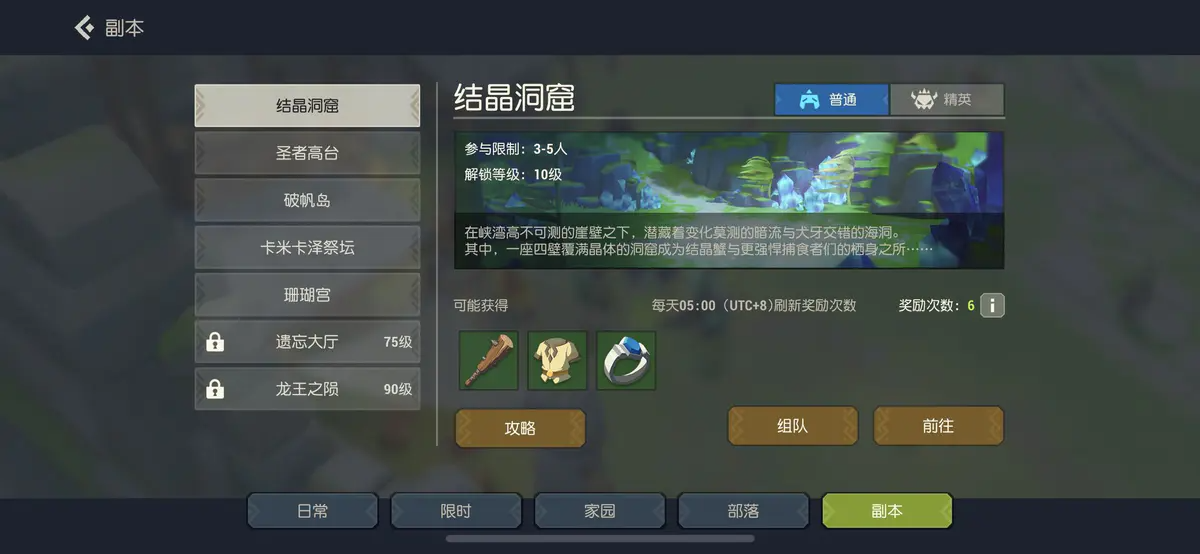 副本
结晶洞窟
圣者高台
破帆岛
卡米卡泽祭坛
珊瑚宫
遗忘大厅 75级
龙王之陨 90级
结晶洞窟
普通
精英
参与限制：3-5人
解锁等级：10级
在峡湾高不可测的崖壁之下，潜藏着变化莫测的暗流与犬牙交错的海洞。
其中，一座四壁覆满晶体的洞窟成为结晶蟹与更强悍捕食者们的栖身之所……
可能获得
每天05:00（UTC+8）刷新奖励次数
奖励次数：6
攻略
组队
前往
日常
限时
家园
部落
副本